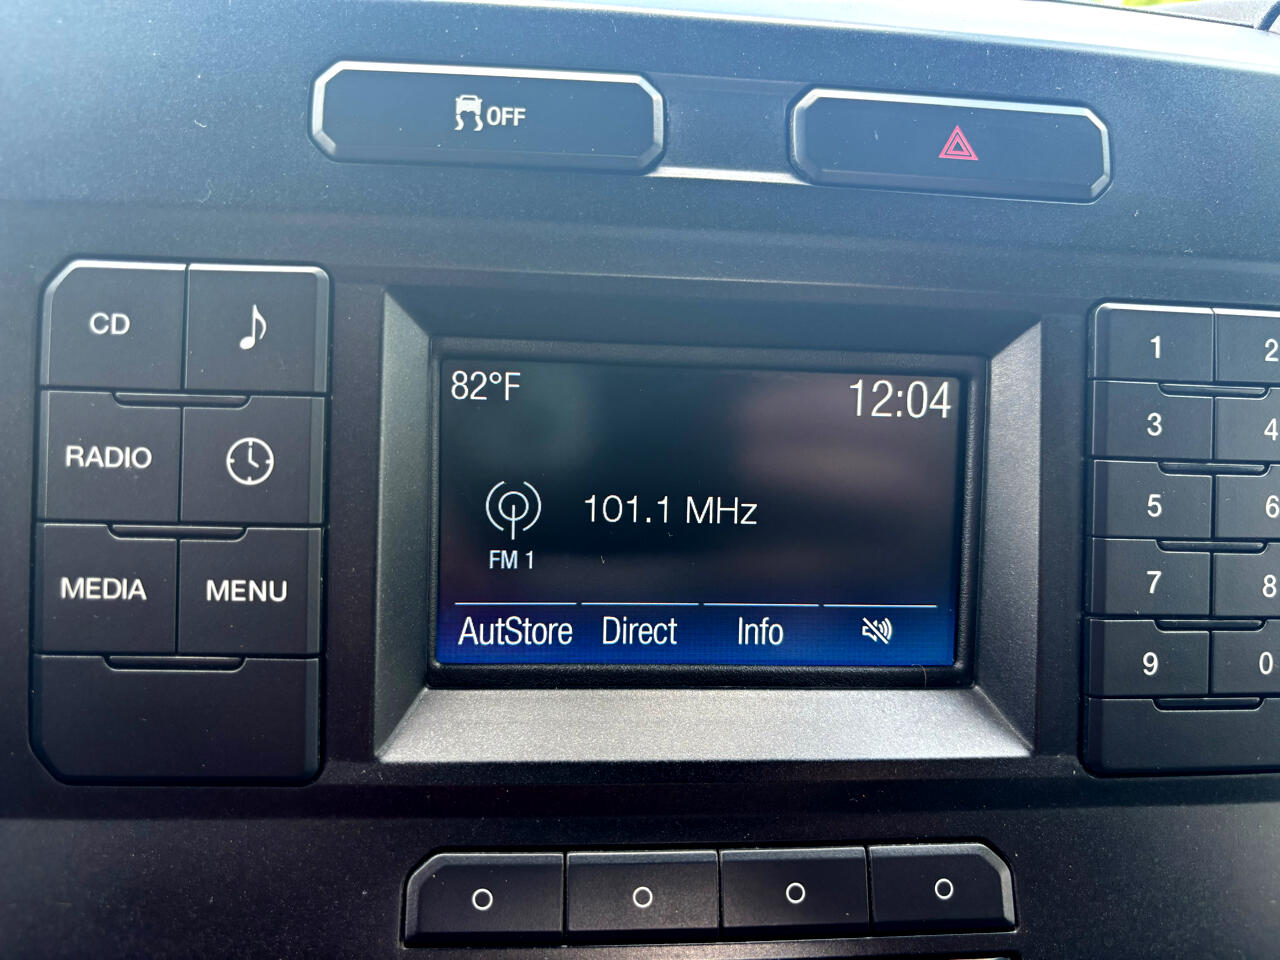 OFF
CD
RADIO
MEDIA
MENU
82°F
12:04
101.1 MHz
FM 1
AutStore Direct Info
1 2
3 4
5 6
7 8
9 0